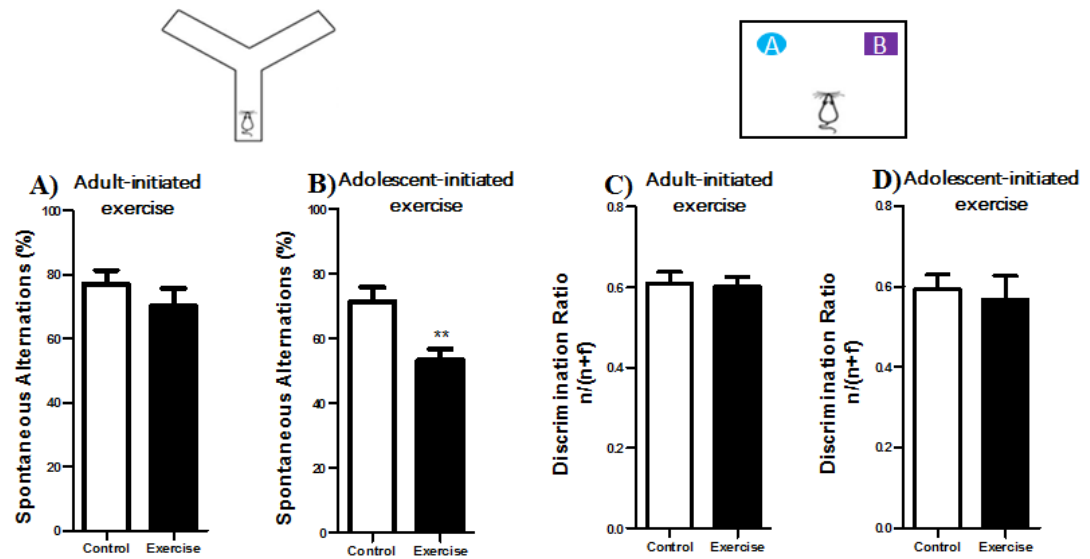 A
B
A) Adult-initiated
exercise
B) Adolescent-initiated
exercise
C) Adult-initiated
exercise
D) Adolescent-initiated
exercise
Spontaneous Alternations (%)
100
80
60
40
20
0
Control Exercise
Spontaneous Alternations (%)
100
80
60
40
20
0
**
Control Exercise
Discrimination Ratio
n/(n+f)
0.8
0.6
0.4
0.2
0.0
Control Exercise
Discrimination Ratio
n/(n+f)
0.8
0.6
0.4
0.2
0.0
Control Exercise